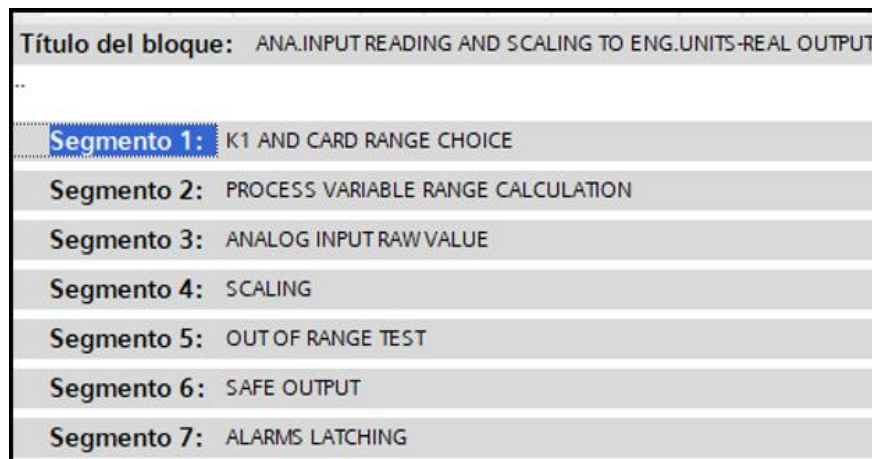 Título del bloque: ANA.INPUT READING AND SCALING TO ENG.UNITS-REAL OUTPUT
..
Segmento 1: K1 AND CARD RANGE CHOICE
Segmento 2: PROCESS VARIABLE RANGE CALCULATION
Segmento 3: ANALOG INPUT RAW VALUE
Segmento 4: SCALING
Segmento 5: OUT OF RANGE TEST
Segmento 6: SAFE OUTPUT
Segmento 7: ALARMS LATCHING